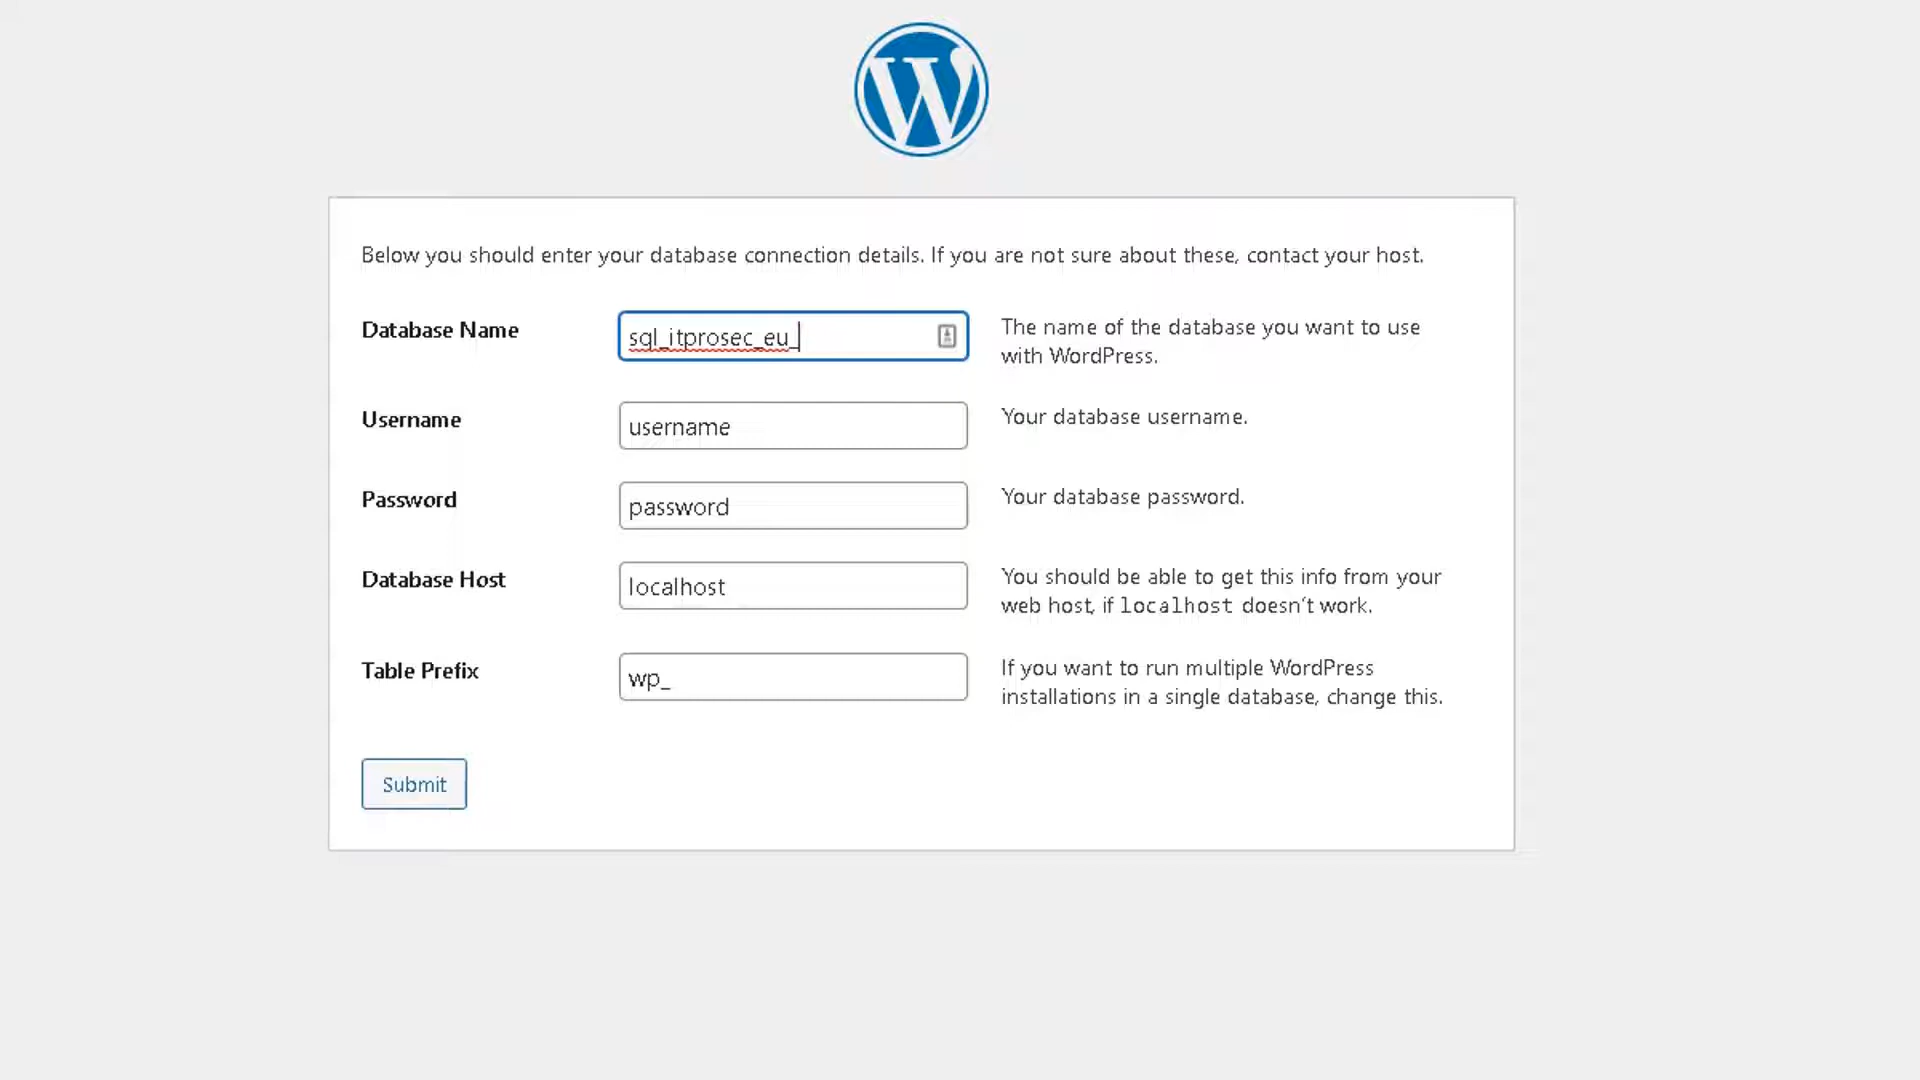 Below you should enter your database connection details. If you are not sure about these, contact your host.
Database Name
sql_itprosec_eu_
The name of the database you want to use
with WordPress.
Username
username
Your database username.
Password
password
Your database password.
Database Host
localhost
You should be able to get this info from your
web host, if localhost doesn’t work.
Table Prefix
wp_
If you want to run multiple WordPress
installations in a single database, change this.
Submit